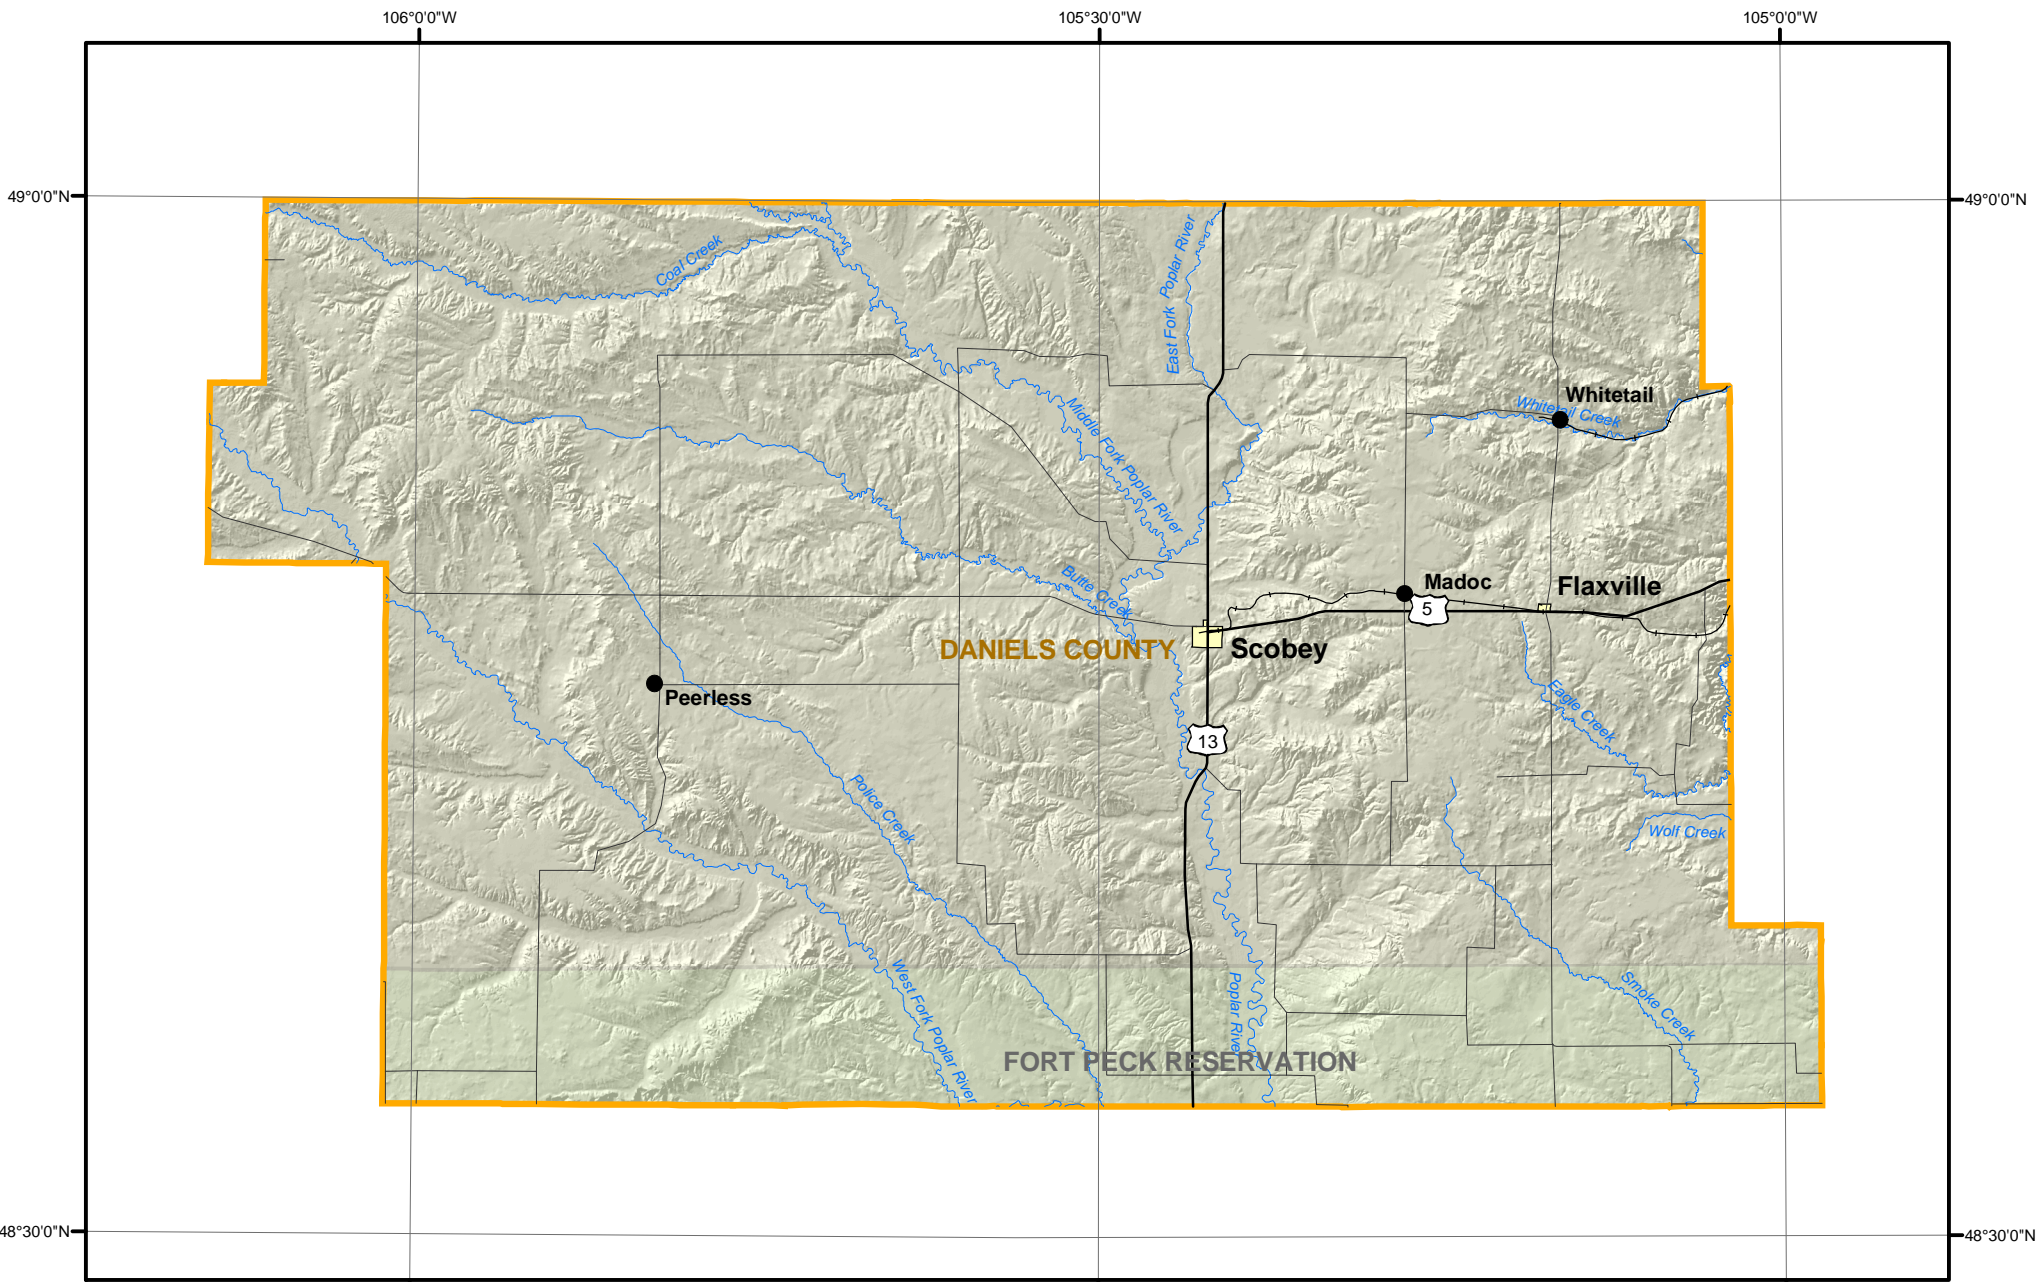 106°0'0"W
105°30'0"W
105°0'0"W
49°0'0"N
49°0'0"N
Coal Creek
East Fork Poplar River
Whitetail
Whitetail Creek
Middle Fork Poplar River
Butte Creek
Madoc
Flaxville
5
DANIELS COUNTY
Scobey
Peerless
Eagle Creek
13
Police Creek
Wolf Creek
West Fork Poplar River
Poplar River
Smoke Creek
FORT PECK RESERVATION
48°30'0"N
48°30'0"N